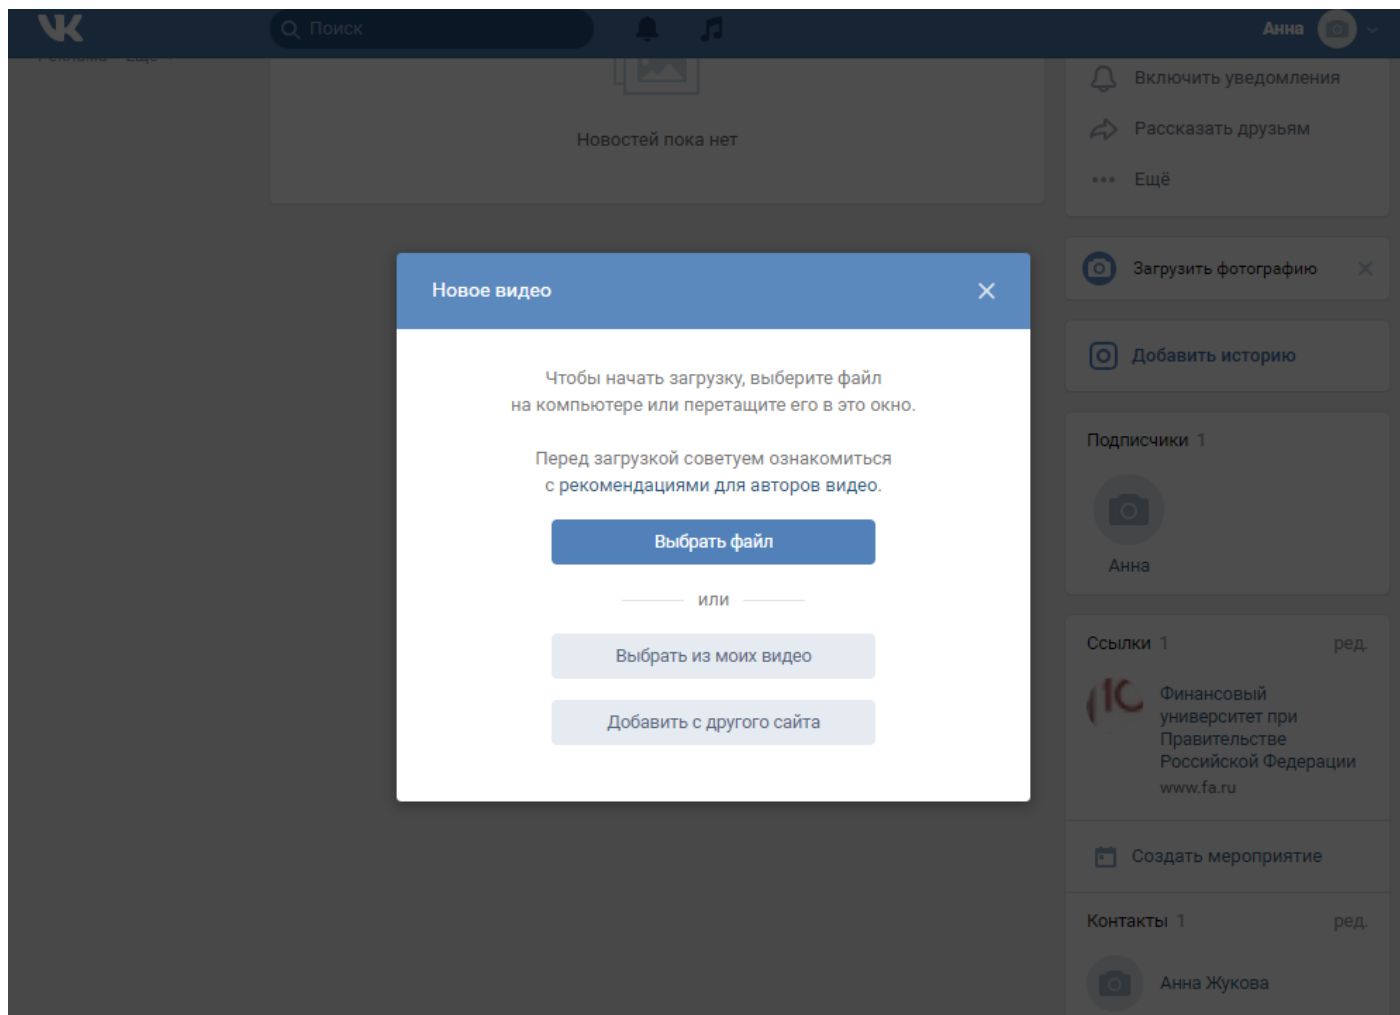 Поиск
Анна
Новостей пока нет
Включить уведомления
Рассказать друзьям
Ещё
Загрузить фотографию
Добавить историю
Подписчики 1
Анна
Ссылки 1 ред.
Финансовый
университет при
Правительстве
Российской Федерации
www.fa.ru
Создать мероприятие
Контакты 1 ред.
Анна Жукова
Новое видео
Чтобы начать загрузку, выберите файл
на компьютере или перетащите его в это окно.
Перед загрузкой советуем ознакомиться
с рекомендациями для авторов видео.
Выбрать файл
или
Выбрать из моих видео
Добавить с другого сайта